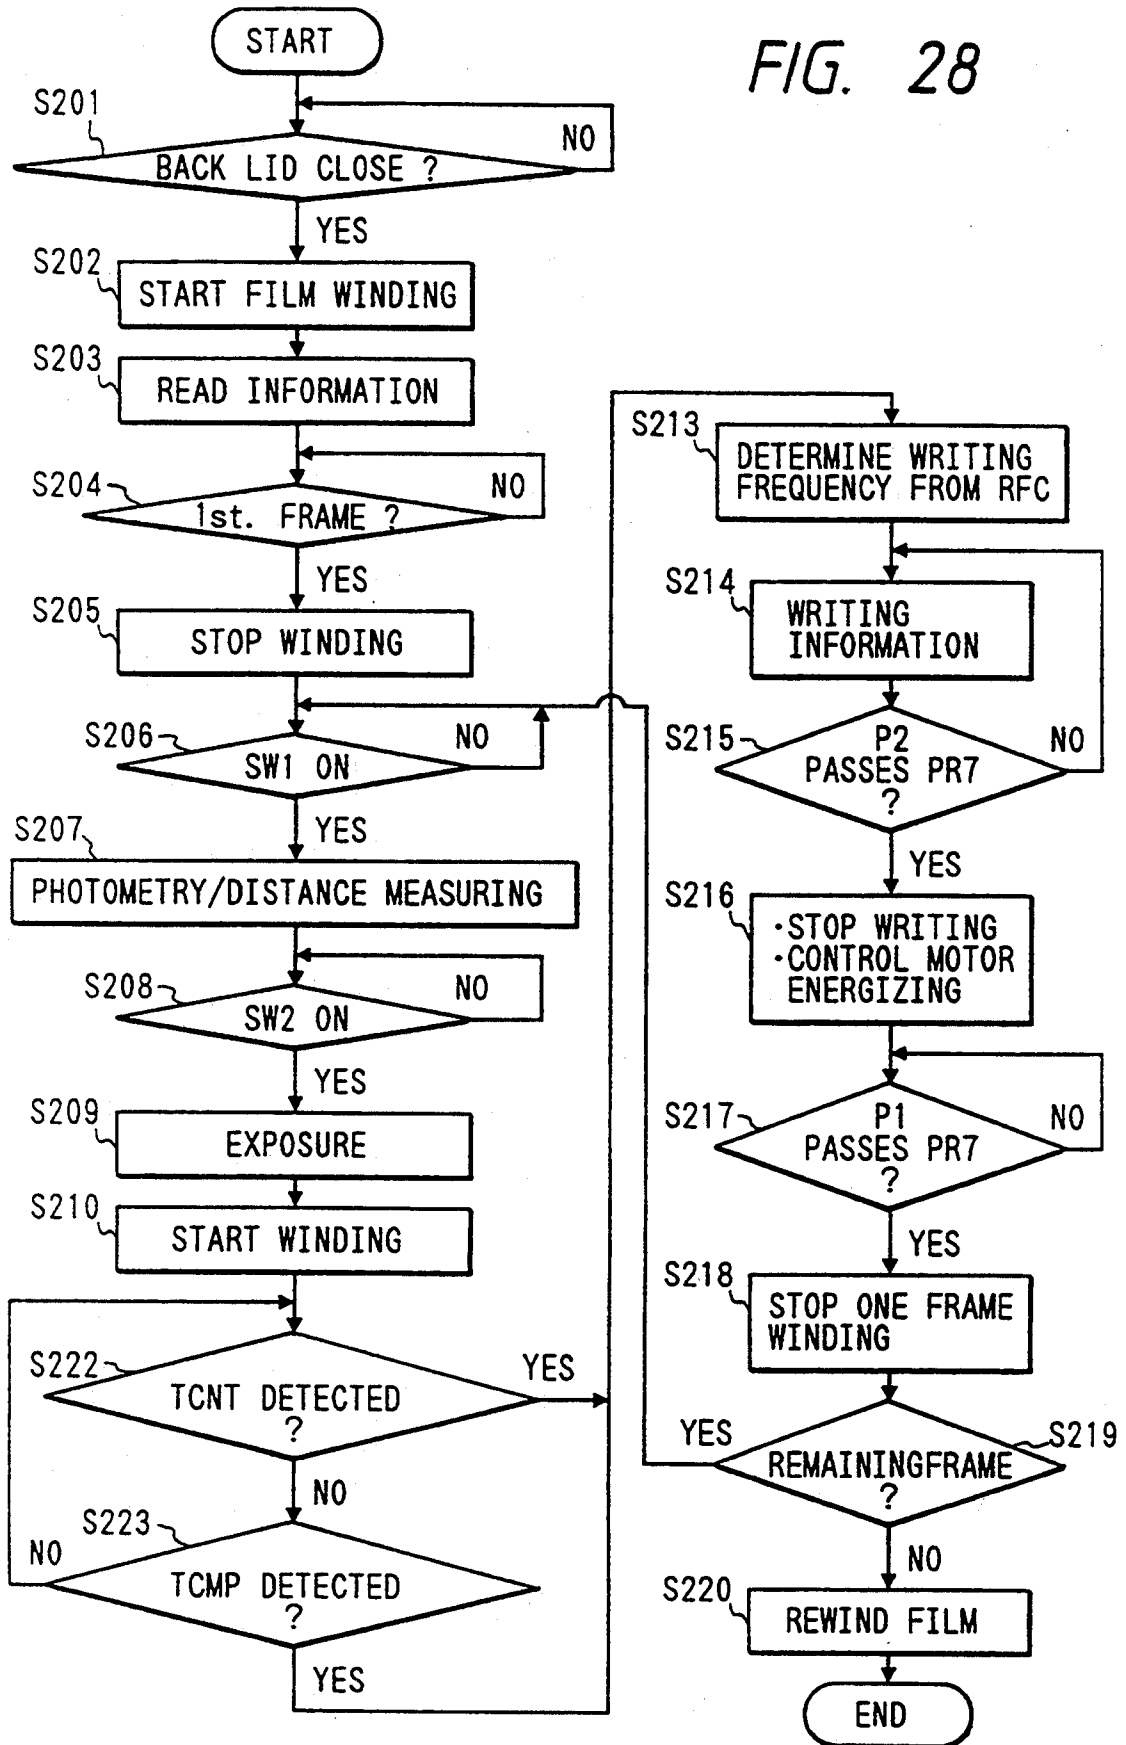 FIG. 28
START
S201
BACK LID CLOSE ?
NO
YES
S202
START FILM WINDING
S203
READ INFORMATION
S204
1st. FRAME ?
NO
YES
S205
STOP WINDING
S206
SW1 ON
NO
YES
S207
PHOTOMETRY/DISTANCE MEASURING
S208
SW2 ON
NO
YES
S209
EXPOSURE
S210
START WINDING
S222
TCNT DETECTED
?
YES
NO
S223
TCMP DETECTED
?
NO
YES
S213
DETERMINE WRITING
FREQUENCY FROM RFC
S214
WRITING
INFORMATION
S215
P2
PASSES PR7
?
NO
YES
S216
·STOP WRITING
·CONTROL MOTOR
ENERGIZING
S217
P1
PASSES PR7
?
NO
YES
S218
STOP ONE FRAME
WINDING
S219
REMAININGFRAME
?
YES
NO
S220
REWIND FILM
END